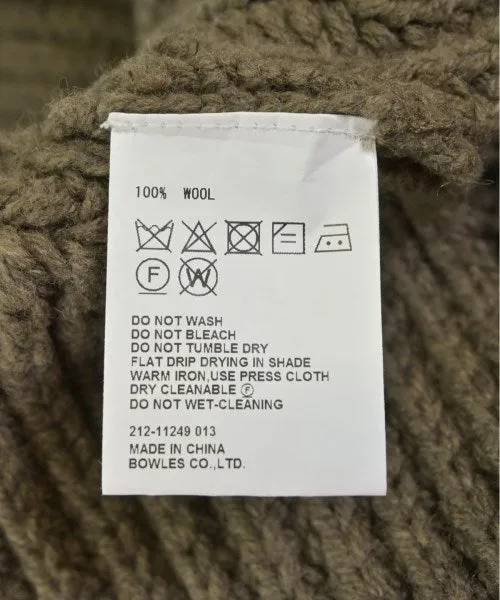 100% WOOL
F W
DO NOT WASH
DO NOT BLEACH
DO NOT TUMBLE DRY
FLAT DRIP DRYING IN SHADE
WARM IRON,USE PRESS CLOTH
DRY CLEANABLE Ⓕ
DO NOT WET-CLEANING
212-11249 013
MADE IN CHINA
BOWLES CO.,LTD.